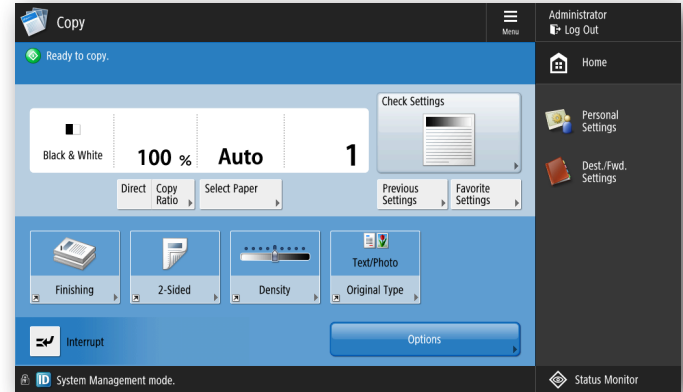 Copy
Menu
Administrator
Log Out
Ready to copy.
Home
Check Settings
Black & White
100 %
Auto
1
Personal
Settings
Dest./Fwd.
Settings
Direct
Copy
Ratio
Select Paper
Previous
Settings
Favorite
Settings
Text/Photo
Finishing
2-Sided
Density
Original Type
Interrupt
Options
ID System Management mode.
Status Monitor